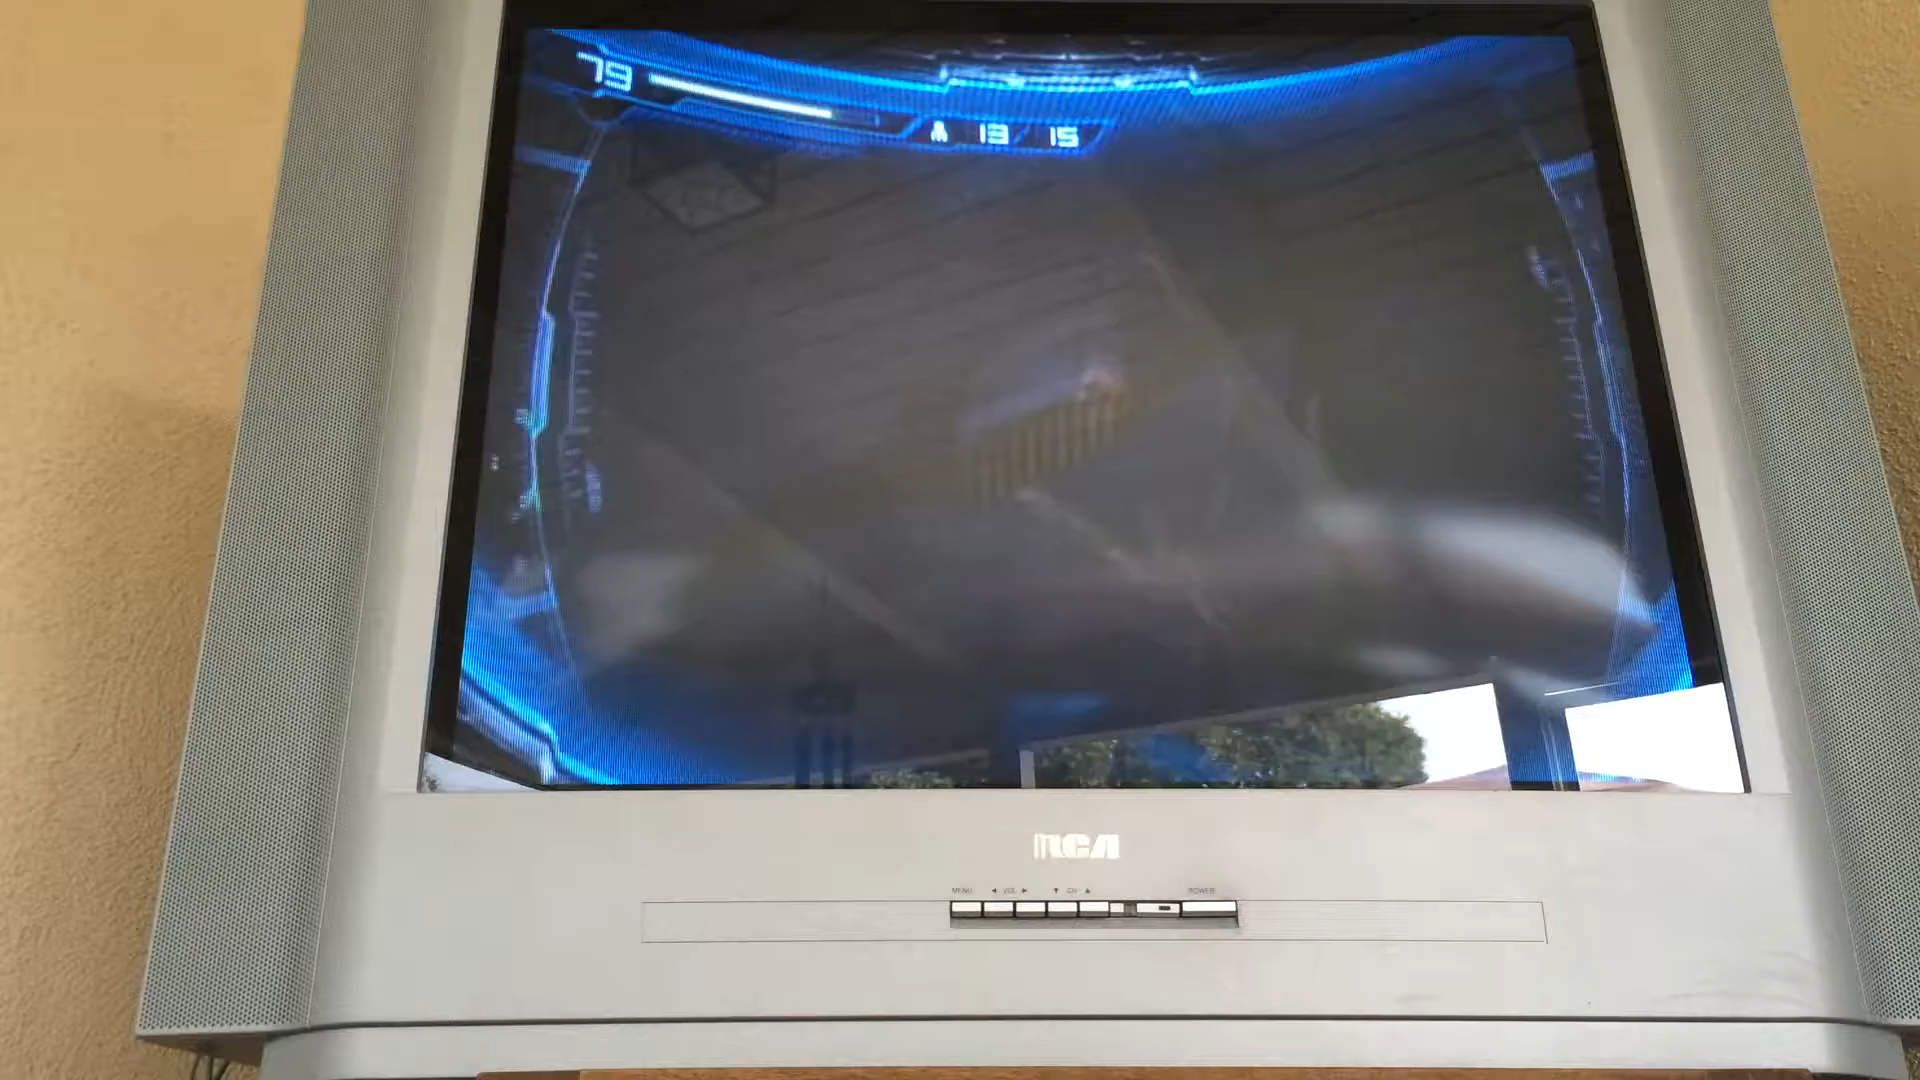 79
13 / 15
RCA
MENU ◄ VOL ► ▼ CH ▲ POWER